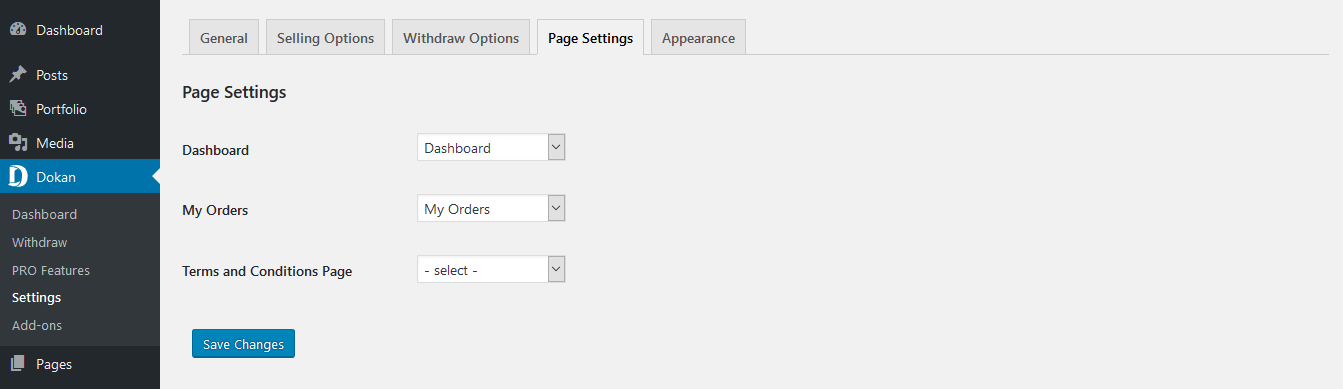 Dashboard
Posts
Portfolio
Media
Dokan
Dashboard
Withdraw
PRO Features
Settings
Add-ons
Pages
General Selling Options Withdraw Options Page Settings Appearance
Page Settings
Dashboard Dashboard
My Orders My Orders
Terms and Conditions Page - select -
Save Changes